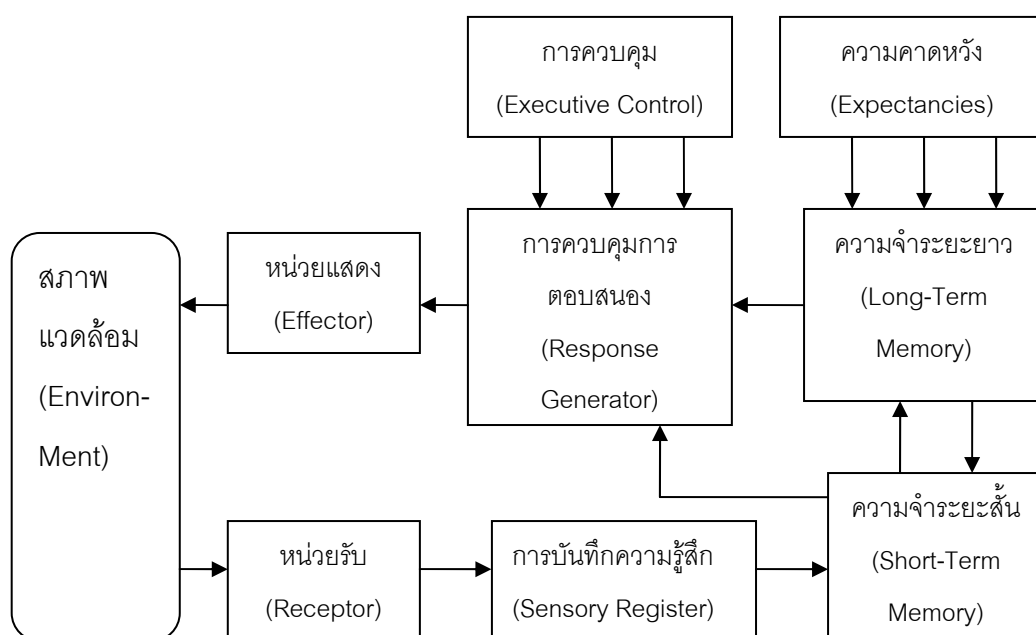 การควบคุม
(Executive Control)
ความคาดหวัง
(Expectancies)
สภาพ
แวดล้อม
(Environ-
Ment)
หน่วยแสดง
(Effector)
การควบคุมการ
ตอบสนอง
(Response
Generator)
ความจำระยะยาว
(Long-Term
Memory)
หน่วยรับ
(Receptor)
การบันทึกความรู้สึก
(Sensory Register)
ความจำระยะสั้น
(Short-Term
Memory)